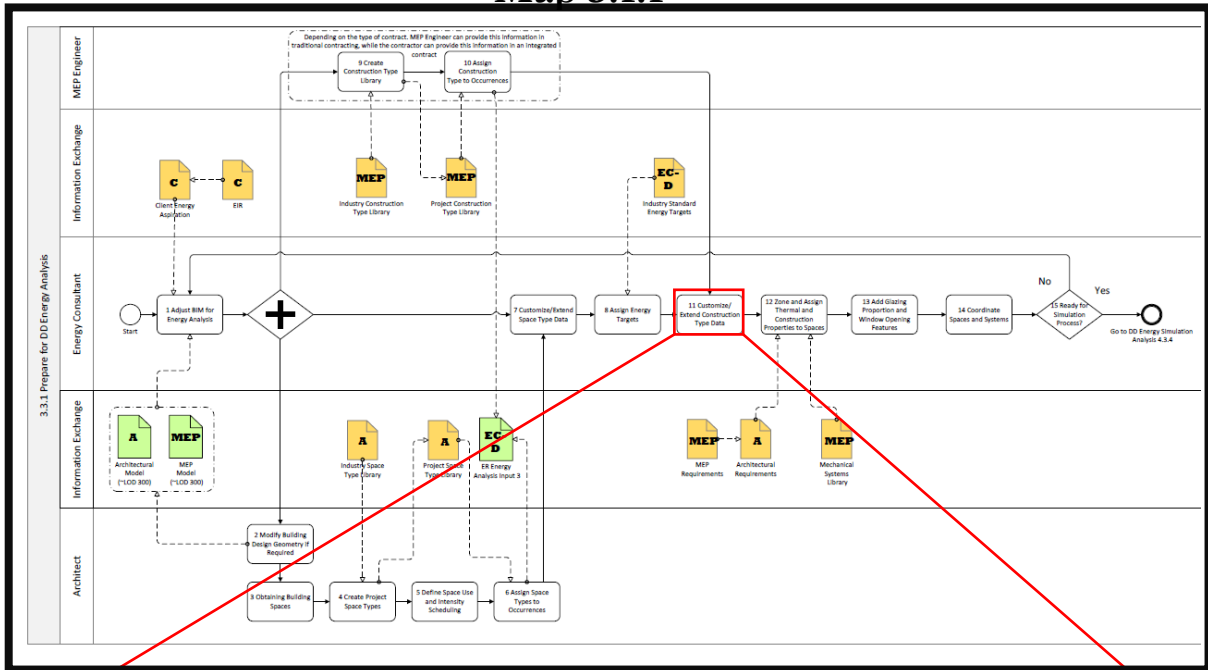 3.3.1 Prepare for DD Energy Analysis
MEP Engineer
Depending on the type of contract. MEP Engineer can provide this information in
traditional contracting, while the contractor can provide this information in an integrated
contract
9 Create
Construction Type
Library
10 Assign
Construction
Type to Occurrences
Information Exchange
C
Client Energy
Aspiration
C
EIR
MEP
Industry Construction
Type Library
MEP
Project Construction
Type Library
EC-
D
Industry Standard
Energy Targets
Energy Consultant
Start
1 Adjust BIM for
Energy Analysis
7 Customize/Extend
Space Type Data
8 Assign Energy
Targets
11 Customize/
Extend Construction
Type Data
12 Zone and Assign
Thermal and
Construction
Properties to Spaces
13 Add Glazing
Proportion and
Window Opening
Features
14 Coordinate
Spaces and Systems
No
15 Ready for
Simulation
Process?
Yes
Go to DD Energy Simulation
Analysis 4.3.4
Information Exchange
A
Architectural
Model
(~LOD 300)
MEP
MEP
Model
(~LOD 300)
A
Industry Space
Type Library
A
Project Space
Type Library
EC
D
ER Energy
Analysis Input 3
MEP
MEP
Requirements
A
Architectural
Requirements
MEP
Mechanical
Systems
Library
Architect
2 Modify Building
Design Geometry if
Required
3 Obtaining Building
Spaces
4 Create Project
Space Types
5 Define Space Use
and Intensity
Scheduling
6 Assign Space
Types to
Occurrences